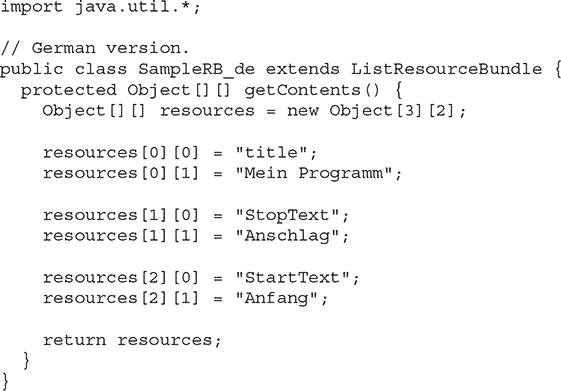 import java.util.*;
// German version.
public class SampleRB_de extends ListResourceBundle {
  protected Object[][] getContents() {
    Object[][] resources = new Object[3][2];
    resources[0][0] = "title";
    resources[0][1] = "Mein Programm";
    resources[1][0] = "StopText";
    resources[1][1] = "Anschlag";
    resources[2][0] = "StartText";
    resources[2][1] = "Anfang";
    return resources;
  }
}